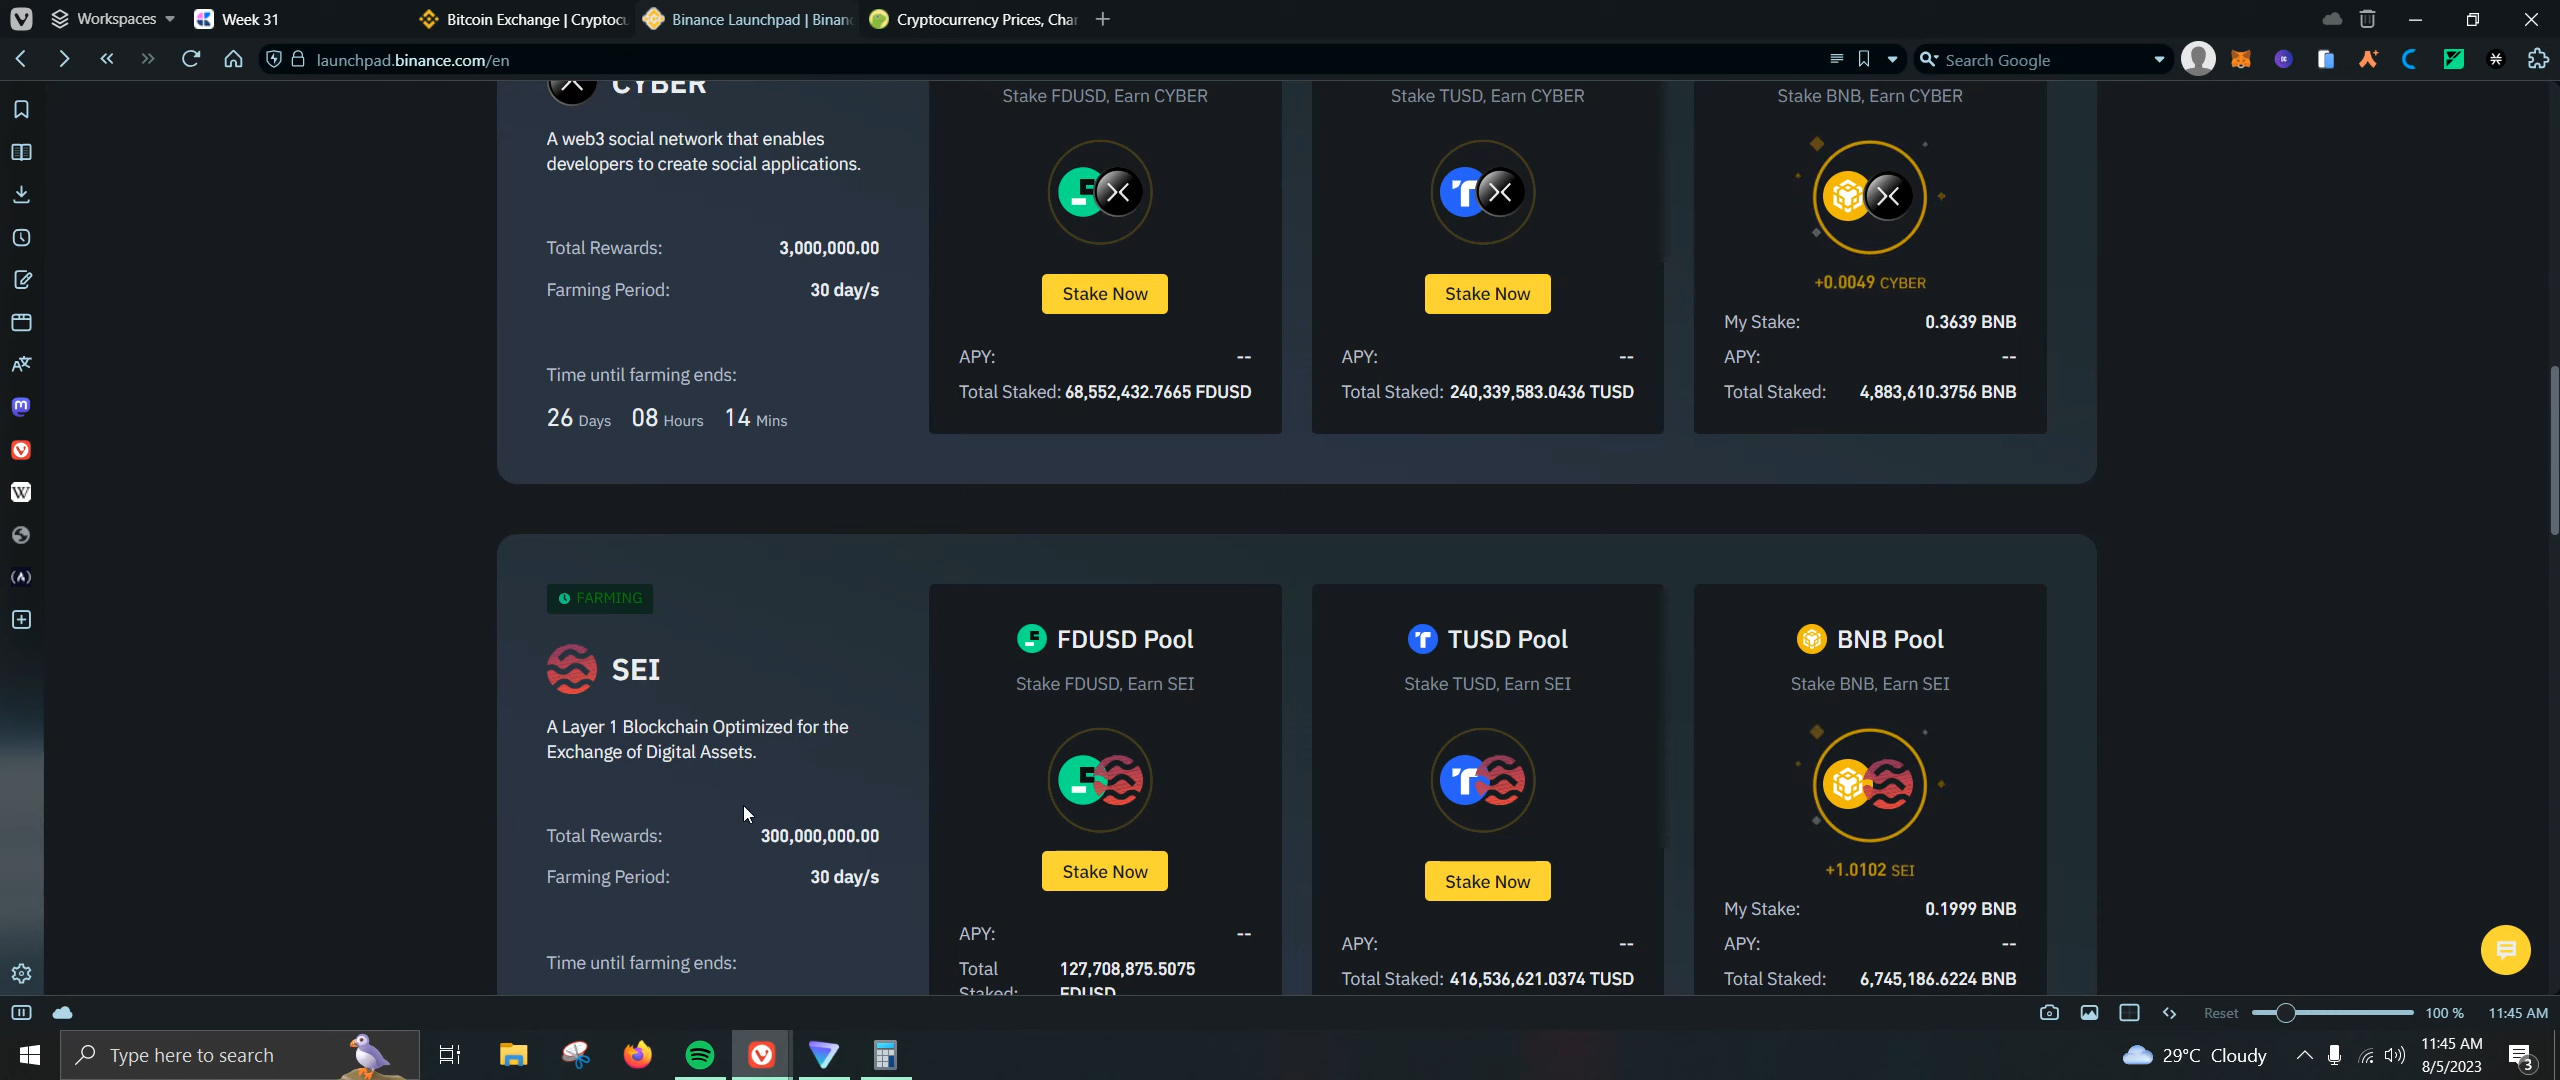 Workspaces
Week 31
Bitcoin Exchange | Cryptocu
Binance Launchpad | Binan
Cryptocurrency Prices, Char
launchpad.binance.com/en
Search Google
CYBER
A web3 social network that enables
developers to create social applications.
Total Rewards: 3,000,000.00
Farming Period: 30 day/s
Time until farming ends:
26 Days 08 Hours 14 Mins
Stake FDUSD, Earn CYBER
Stake Now
APY: --
Total Staked: 68,552,432.7665 FDUSD
Stake TUSD, Earn CYBER
Stake Now
APY: --
Total Staked: 240,339,583.0436 TUSD
Stake BNB, Earn CYBER
+0.0049 CYBER
My Stake: 0.3639 BNB
APY: --
Total Staked: 4,883,610.3756 BNB
FARMING
SEI
A Layer 1 Blockchain Optimized for the
Exchange of Digital Assets.
Total Rewards: 300,000,000.00
Farming Period: 30 day/s
Time until farming ends:
FDUSD Pool
Stake FDUSD, Earn SEI
Stake Now
APY: --
Total 127,708,875.5075
Staked: FDUSD
TUSD Pool
Stake TUSD, Earn SEI
Stake Now
APY: --
Total Staked: 416,536,621.0374 TUSD
BNB Pool
Stake BNB, Earn SEI
+1.0102 SEI
My Stake: 0.1999 BNB
APY: --
Total Staked: 6,745,186.6224 BNB
Reset
100 %
11:45 AM
Type here to search
29°C Cloudy
11:45 AM
8/5/2023
3